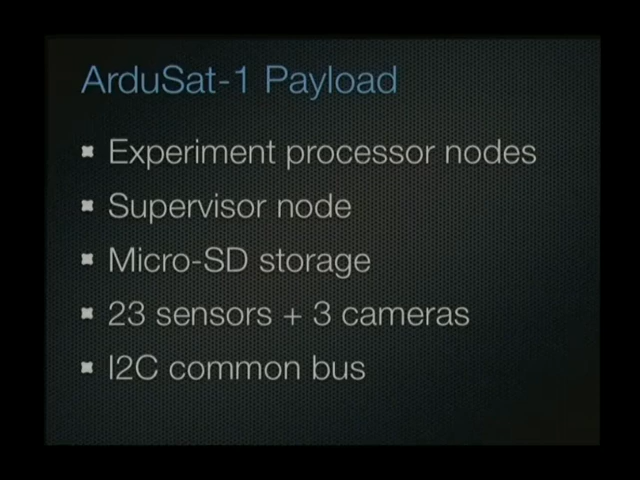 ArduSat-1 Payload
Experiment processor nodes
Supervisor node
Micro-SD storage
23 sensors + 3 cameras
I2C common bus